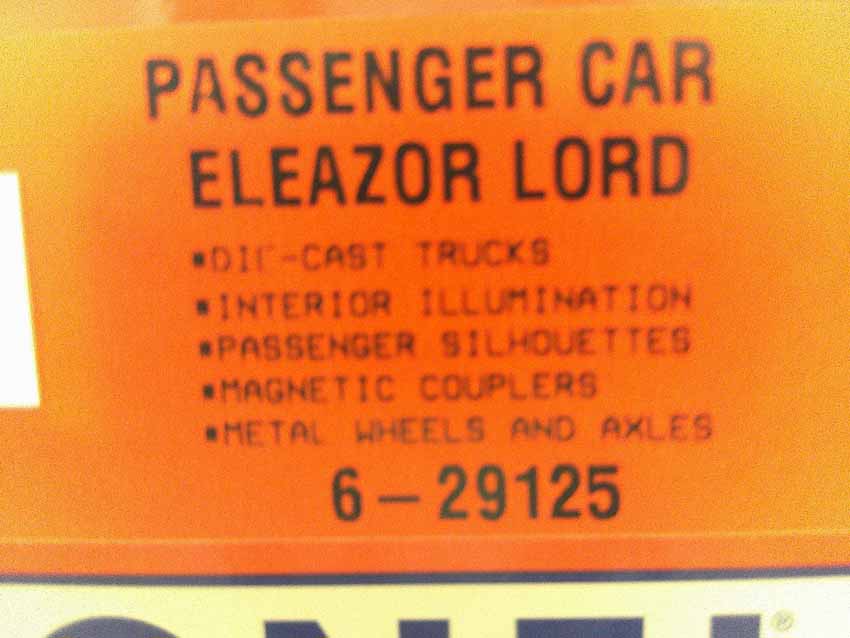 PASSENGER CAR
ELEAZOR LORD
▪DIE-CAST TRUCKS
▪INTERIOR ILLUMINATION
▪PASSENGER SILHOUETTES
▪MAGNETIC COUPLERS
▪METAL WHEELS AND AXLES
6-29125